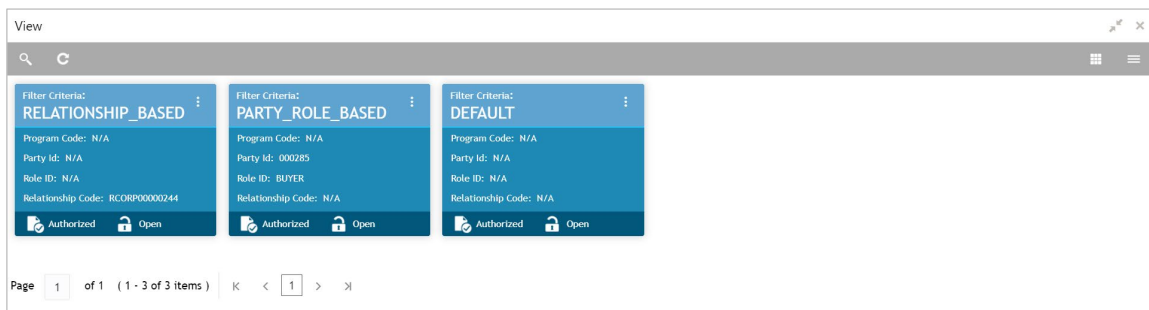 View
Filter Criteria:
RELATIONSHIP_BASED
Program Code: N/A
Party Id: N/A
Role ID: N/A
Relationship Code: RCORP00000244
Authorized Open
Filter Criteria:
PARTY_ROLE_BASED
Program Code: N/A
Party Id: 000285
Role ID: BUYER
Relationship Code: N/A
Authorized Open
Filter Criteria:
DEFAULT
Program Code: N/A
Party Id: N/A
Role ID: N/A
Relationship Code: N/A
Authorized Open
Page 1 of 1 ( 1 - 3 of 3 items ) 1